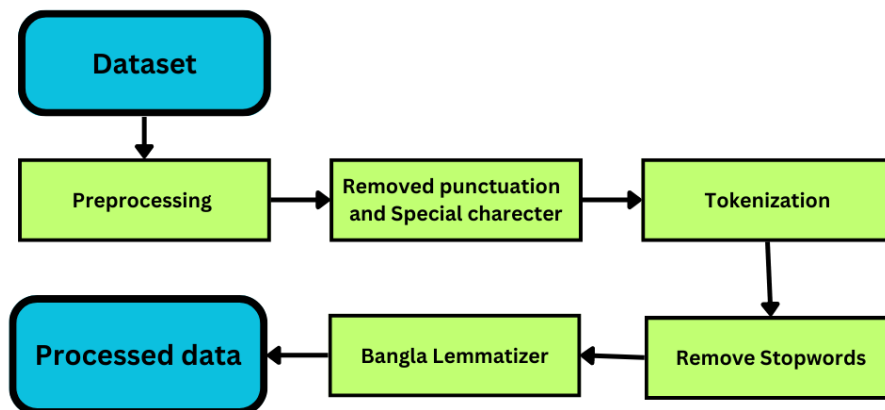 Dataset
Preprocessing
Removed punctuation
and Special charecter
Tokenization
Remove Stopwords
Bangla Lemmatizer
Processed data